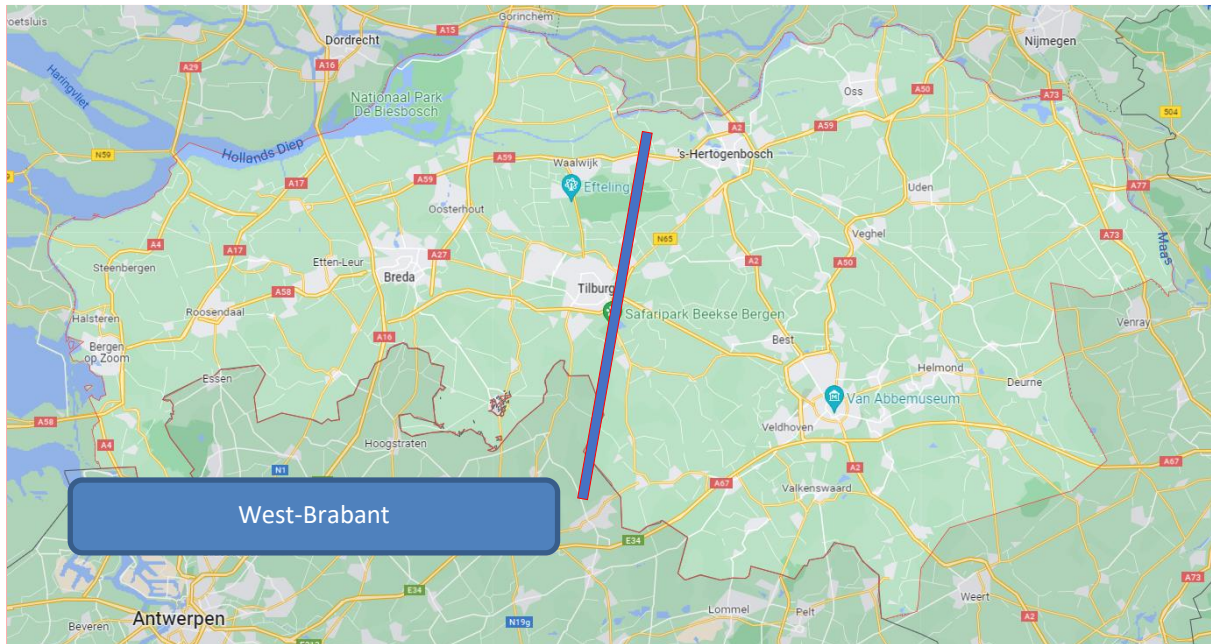 oetsluis
Gorinchem
A15
Dordrecht
Nijmegen
A29
A16
A73
Haringvliet
Nationaal Park
De Biesbosch
Oss
A50
504
N59
Hollands Diep
A2
A59
's-Hertogenbosch
A59
Waalwijk
Efteling
A17
A59
Oosterhout
Uden
A77
A4
A17
A27
N65
A2
A50
Veghel
A73
Maas
Steenbergen
Etten-Leur
Breda
Tilburg
A58
Halsteren
Roosendaal
Safaripark Beekse Bergen
Venray
Bergen
op Zoom
A16
Best
Essen
Helmond
Deurne
Van Abbemuseum
A58
A4
Hoogstraten
Veldhoven
N1
A2
A67
A67
Valkenswaard
West-Brabant
E34
E34
A73
Weert
Antwerpen
Beveren
N19g
Lommel
Pelt
A2